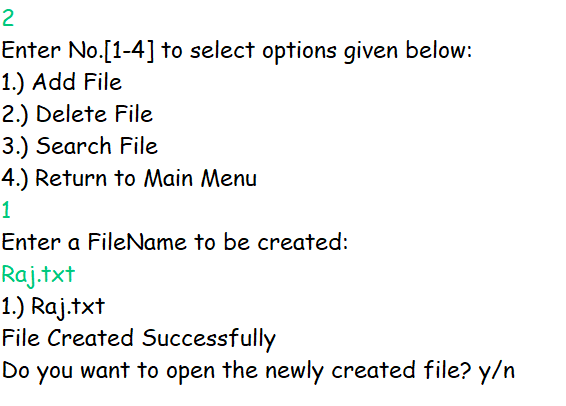 2
Enter No.[1-4] to select options given below:
1.) Add File
2.) Delete File
3.) Search File
4.) Return to Main Menu
1
Enter a FileName to be created:
Raj.txt
1.) Raj.txt
File Created Successfully
Do you want to open the newly created file? y/n